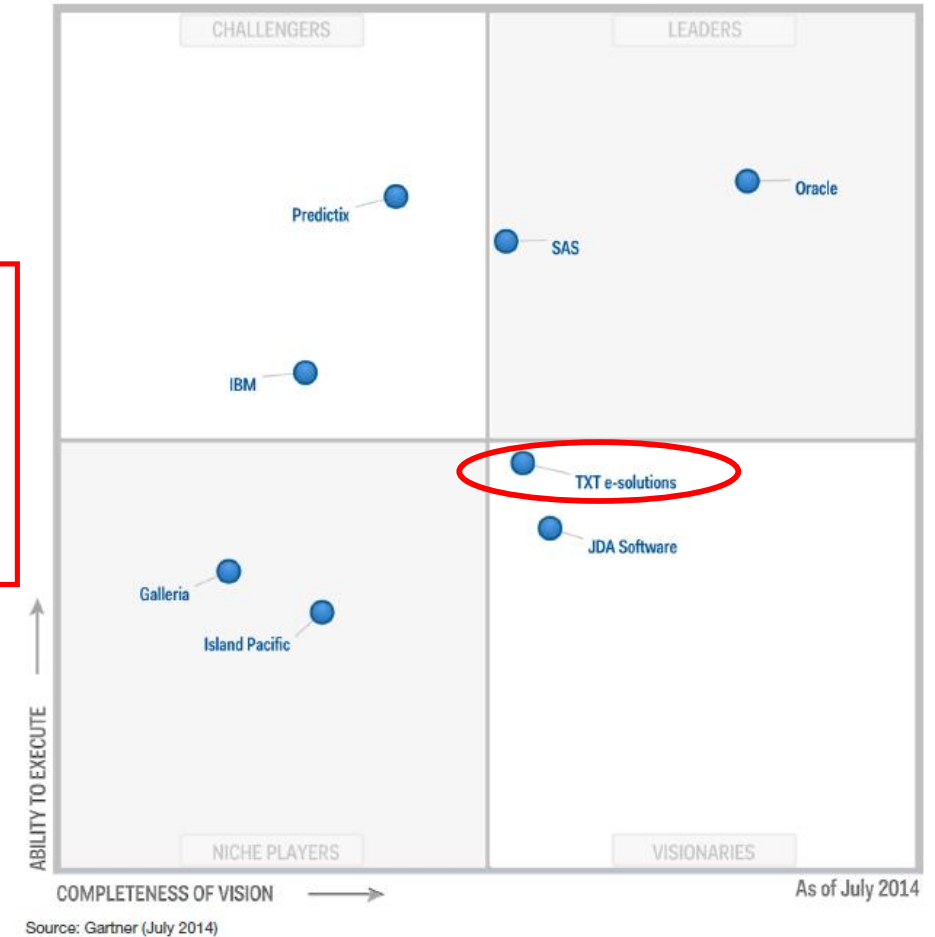 CHALLENGERS
LEADERS
Oracle
Predictix
SAS
IBM
TXT e-solutions
JDA Software
Galleria
Island Pacific
ABILITY TO EXECUTE
NICHE PLAYERS
VISIONARIES
COMPLETENESS OF VISION
As of July 2014
Source: Gartner (July 2014)